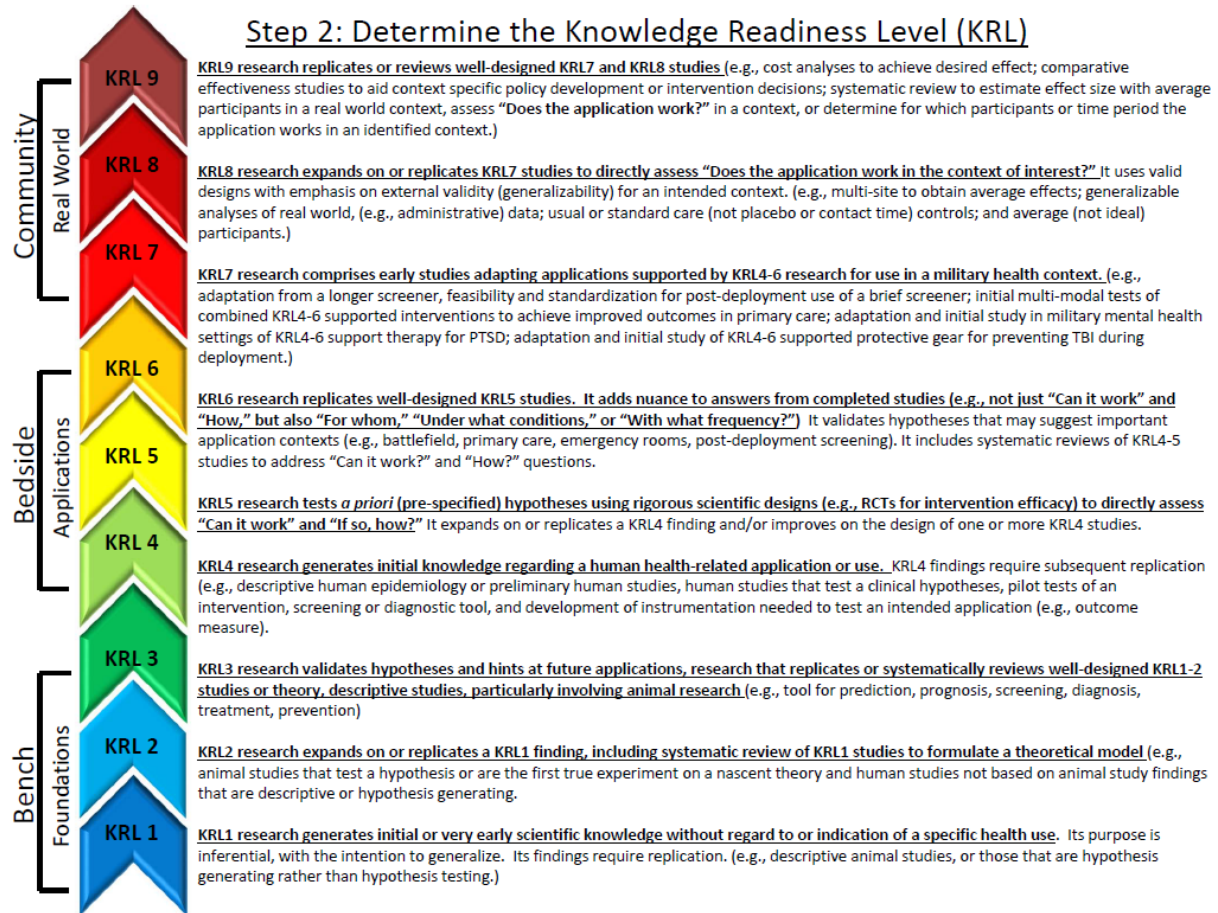 Step 2: Determine the Knowledge Readiness Level (KRL)
KRL 9
KRL9 research replicates or reviews well-designed KRL7 and KRL8 studies (e.g., cost analyses to achieve desired effect; comparative
effectiveness studies to aid context specific policy development or intervention decisions; systematic review to estimate effect size with average
participants in a real world context, assess “Does the application work?” in a context, or determine for which participants or time period the
application works in an identified context.)
Community
Real World
KRL 8
KRL8 research expands on or replicates KRL7 studies to directly assess “Does the application work in the context of interest?” It uses valid
designs with emphasis on external validity (generalizability) for an intended context. (e.g., multi-site to obtain average effects; generalizable
analyses of real world, (e.g., administrative) data; usual or standard care (not placebo or contact time) controls; and average (not ideal)
participants.)
KRL 7
KRL7 research comprises early studies adapting applications supported by KRL4-6 research for use in a military health context. (e.g.,
adaptation from a longer screener, feasibility and standardization for post-deployment use of a brief screener; initial multi-modal tests of
combined KRL4-6 supported interventions to achieve improved outcomes in primary care; adaptation and initial study in military mental health
settings of KRL4-6 support therapy for PTSD; adaptation and initial study of KRL4-6 supported protective gear for preventing TBI during
deployment.)
KRL 6
KRL6 research replicates well-designed KRL5 studies. It adds nuance to answers from completed studies (e.g., not just “Can it work” and
“How,” but also “For whom,” “Under what conditions,” or “With what frequency?”) It validates hypotheses that may suggest important
application contexts (e.g., battlefield, primary care, emergency rooms, post-deployment screening). It includes systematic reviews of KRL4-5
studies to address “Can it work?” and “How?” questions.
Bedside
Applications
KRL 5
KRL5 research tests a priori (pre-specified) hypotheses using rigorous scientific designs (e.g., RCTs for intervention efficacy) to directly assess
“Can it work” and “If so, how?” It expands on or replicates a KRL4 finding and/or improves on the design of one or more KRL4 studies.
KRL 4
KRL4 research generates initial knowledge regarding a human health-related application or use. KRL4 findings require subsequent replication
(e.g., descriptive human epidemiology or preliminary human studies, human studies that test a clinical hypotheses, pilot tests of an
intervention, screening or diagnostic tool, and development of instrumentation needed to test an intended application (e.g., outcome
measure).
KRL 3
KRL3 research validates hypotheses and hints at future applications, research that replicates or systematically reviews well-designed KRL1-2
studies or theory, descriptive studies, particularly involving animal research (e.g., tool for prediction, prognosis, screening, diagnosis,
treatment, prevention)
Bench
Foundations
KRL 2
KRL2 research expands on or replicates a KRL1 finding, including systematic review of KRL1 studies to formulate a theoretical model (e.g.,
animal studies that test a hypothesis or are the first true experiment on a nascent theory and human studies not based on animal study findings
that are descriptive or hypothesis generating.
KRL 1
KRL1 research generates initial or very early scientific knowledge without regard to or indication of a specific health use. Its purpose is
inferential, with the intention to generalize. Its findings require replication. (e.g., descriptive animal studies, or those that are hypothesis
generating rather than hypothesis testing.)